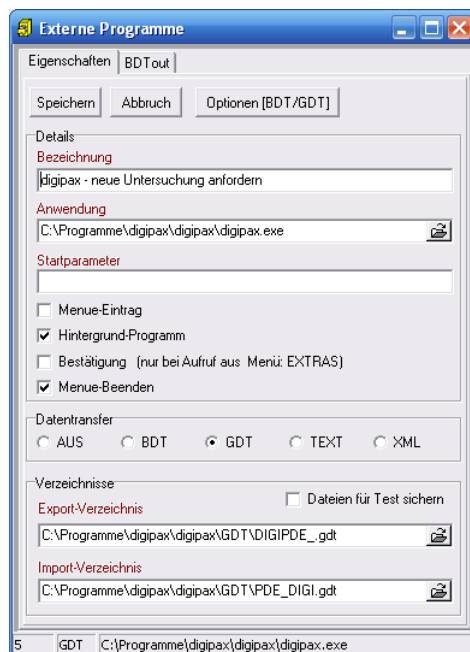 Externe Programme
Eigenschaften BDTout
Speichern Abbruch Optionen [BDT/GDT]
Details
Bezeichnung
digipax - neue Untersuchung anfordern
Anwendung
C:\Programme\digipax\digipax\digipax.exe
Startparameter
Menue-Eintrag
Hintergrund-Programm
Bestätigung (nur bei Aufruf aus Menü: EXTRAS)
Menue-Beenden
Datentransfer
AUS BDT GDT TEXT XML
Verzeichnisse
Dateien für Test sichern
Export-Verzeichnis
C:\Programme\digipax\digipax\GDT\DIGIPDE_.gdt
Import-Verzeichnis
C:\Programme\digipax\digipax\GDT\PDE_DIGI.gdt
5 GDT C:\Programme\digipax\digipax\digipax.exe